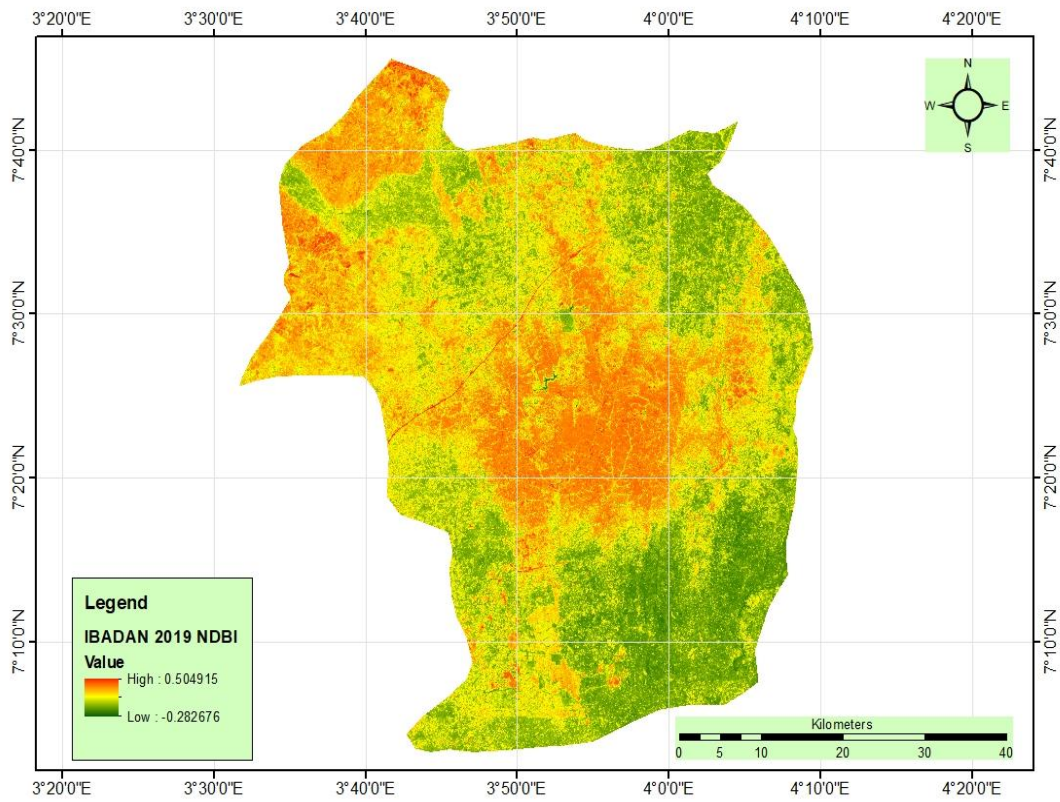 3°20'0"E 3°30'0"E 3°40'0"E 3°50'0"E 4°0'0"E 4°10'0"E 4°20'0"E
N
W E
S
7°40'0"N 7°40'0"N
7°30'0"N 7°30'0"N
7°20'0"N 7°20'0"N
7°10'0"N 7°10'0"N
Legend
IBADAN 2019 NDBI
Value
High : 0.504915
Low : -0.282676
Kilometers
0 5 10 20 30 40
3°20'0"E 3°30'0"E 3°40'0"E 3°50'0"E 4°0'0"E 4°10'0"E 4°20'0"E